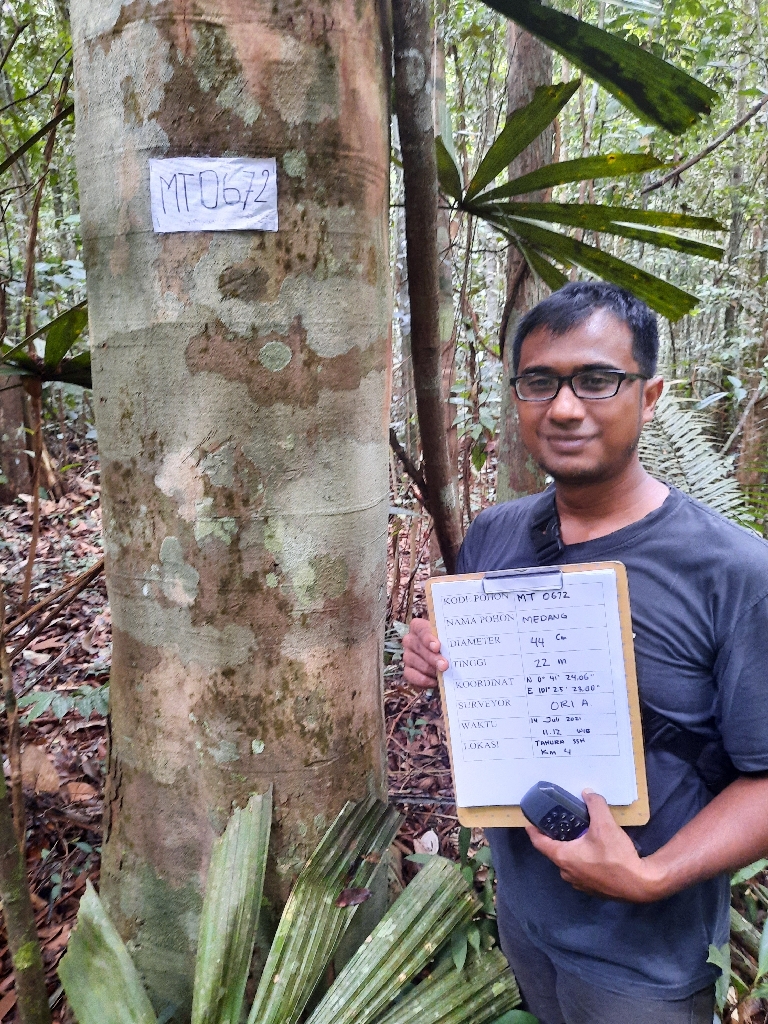 MT0672
KODE POHON MT 0672
NAMA POHON MEDANG
DIAMETER 44 Cm
TINGGI 22 m
KOORDINAT N 0° 41' 24.06"
E 101° 25' 23.06"
SURVEYOR ORI A
WAKTU 14 Juli 2021
11.12 WIB
LOKASI TAHURA SSH
KM 4